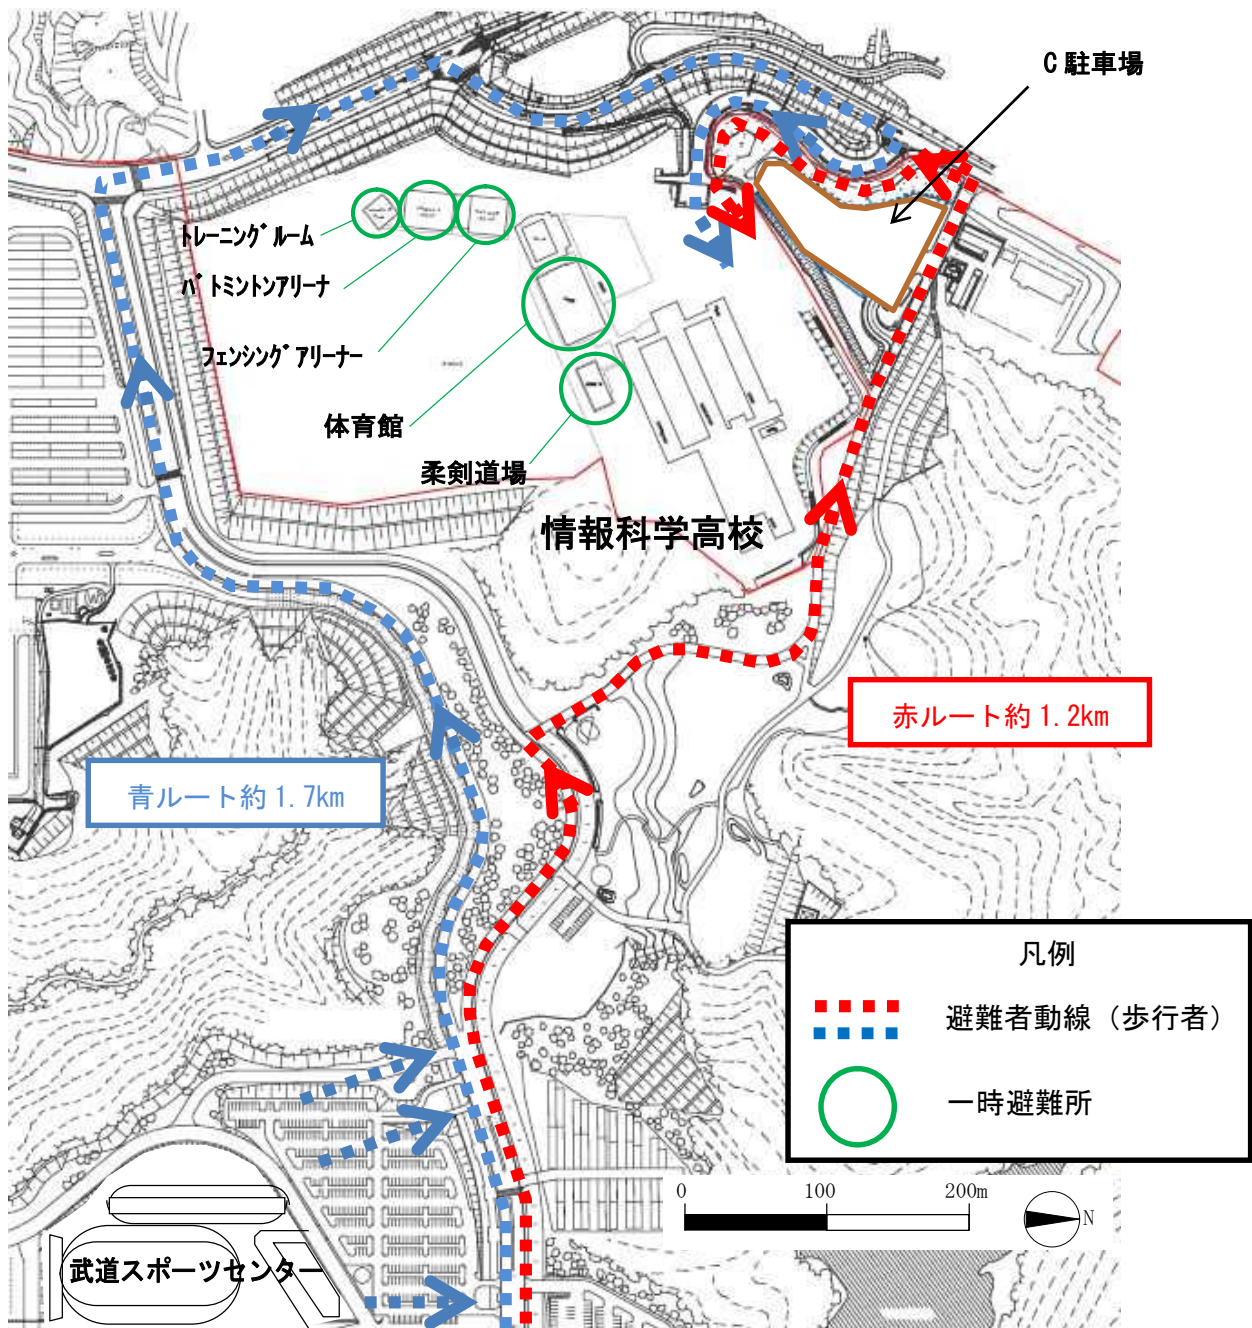 C 駐車場
トレーニングルーム
バトミントンアリーナ
フェンシングアリーナー
体育館
柔剣道場
情報科学高校
赤ルート約 1.2km
青ルート約 1.7km
凡例
避難者動線（歩行者）
一時避難所
0 100 200m
N
武道スポーツセンター